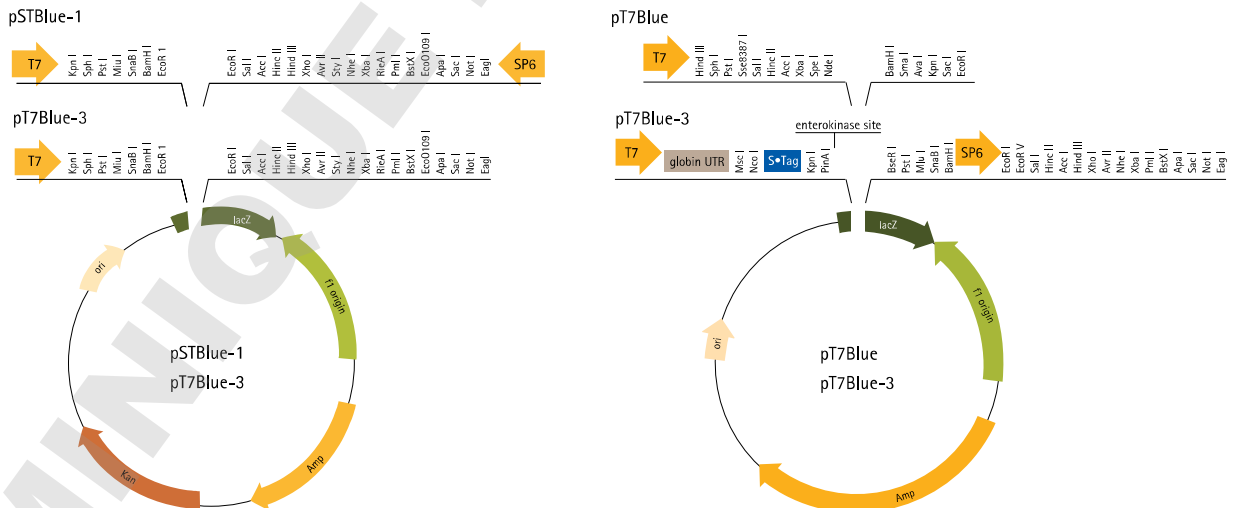 pSTBlue-1
T7
Kpn I
Sph I
Pst I
Mlu I
SnaB I
BamH I
EcoR 1
EcoR I
Sal I
Acc I
Hinc II
Hind III
Xho I
Avr II
Sty I
Nhe I
Xba I
RleA I
Pml I
BstX I
EcoO109 I
Apa I
Sac I
Not I
EagI
SP6
pT7Blue-3
T7
Kpn I
Sph I
Pst I
Mlu I
SnaB I
BamH I
EcoR 1
EcoR I
Sal I
Acc I
Hinc II
Hind III
Xho I
Avr II
Sty I
Nhe I
Xba I
RleA I
Pml I
BstX I
EcoO109 I
Apa I
Sac I
Not I
EagI
lacZ
ori
f1 origin
pSTBlue-1
pT7Blue-3
Kan
Amp
pT7Blue
T7
Hind III
Sph I
Pst I
Sse8387 I
Sal I
Hinc II
Acc I
Xba I
Spe I
Nde I
BamH I
Sma I
Ava I
Kpn I
Sac I
EcoR I
pT7Blue-3
enterokinase site
T7
globin UTR
Msc I
Nco I
S•Tag
Kpn I
PinA I
BseR I
Pst I
Mlu I
SnaB I
BamH I
SP6
EcoR I
EcoR V
Sal I
Hinc II
Acc I
Hind III
Xho I
Avr II
Nhe I
Xba I
Pml I
BstX I
Apa I
Sac I
Not I
Eag I
lacZ
f1 origin
ori
pT7Blue
pT7Blue-3
Amp
MNIQUE